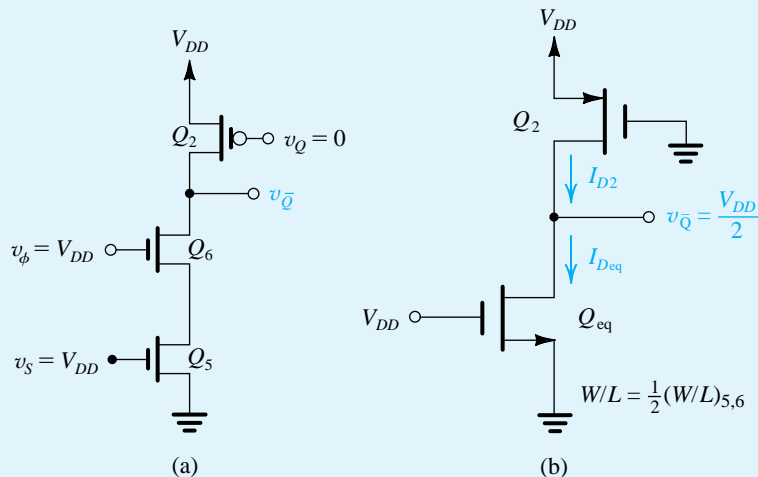 V_DD
Q_2
v_Q = 0
v_Q̄
v_ϕ = V_DD
Q_6
v_S = V_DD
Q_5
(a)
V_DD
Q_2
I_D2
v_Q̄ = V_DD/2
I_Deq
V_DD
Q_eq
W/L = ½(W/L)_5,6
(b)